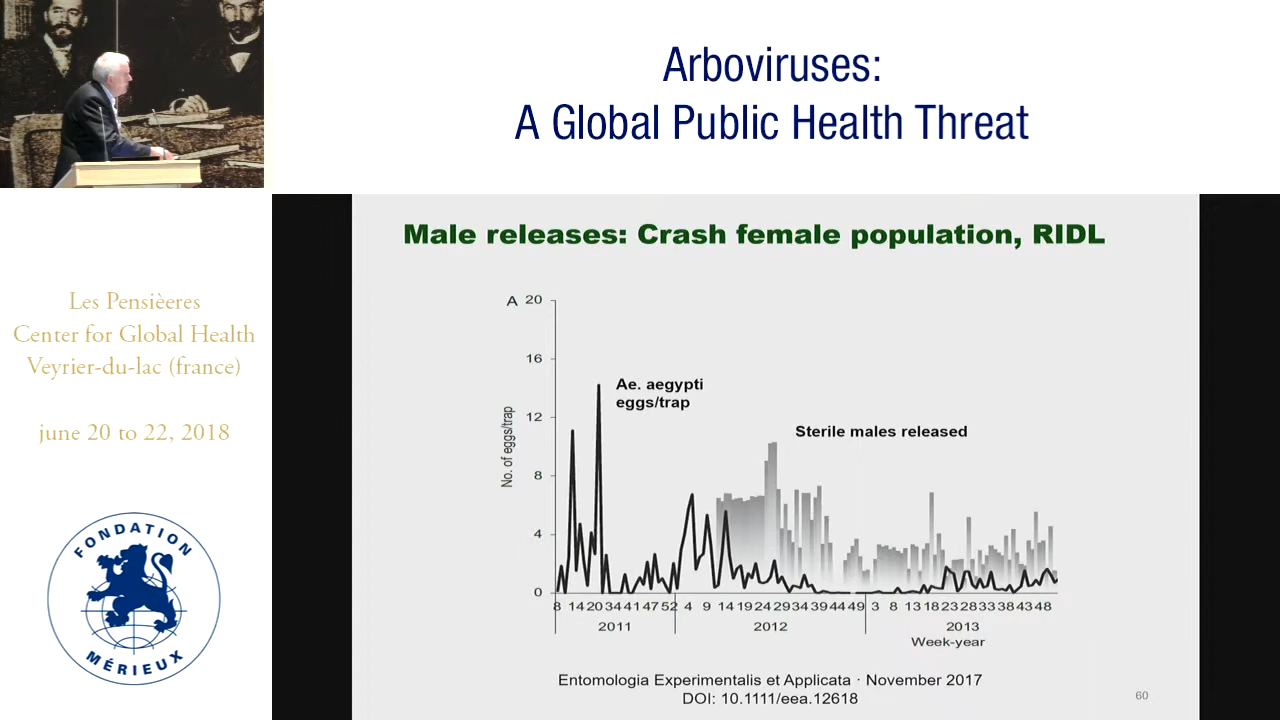 Arboviruses:
A Global Public Health Threat
Les Pensièeres
Center for Global Health
Veyrier-du-lac (france)
june 20 to 22, 2018
FONDATION
MÉRIEUX
Male releases: Crash female population, RIDL
A
20
16
12
8
4
0
No. of eggs/trap
Ae. aegypti
eggs/trap
Sterile males released
8 14 20 34 41 47 52 4 9 14 19 24 29 34 39 44 49 3 8 13 18 23 28 33 38 43 48
2011 2012 2013
Week-year
Entomologia Experimentalis et Applicata · November 2017
DOI: 10.1111/eea.12618
60